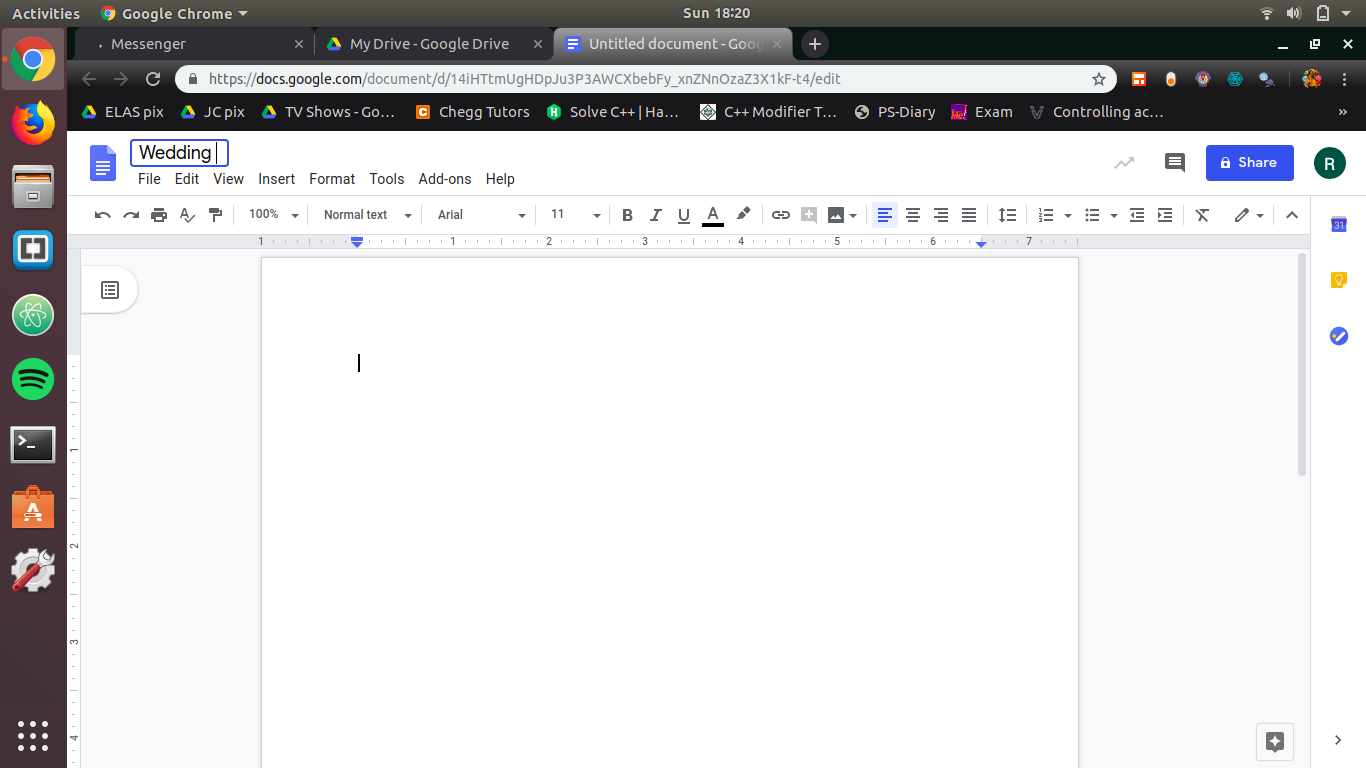 Activities Google Chrome Sun 18:20
Messenger My Drive - Google Drive Untitled document - Goog
https://docs.google.com/document/d/14iHTtmUgHDpJu3P3AWCXbebFy_xnZNnOzaZ3X1kF-t4/edit
ELAS pix JC pix TV Shows - Go... Chegg Tutors Solve C++ | Ha... C++ Modifier T... PS-Diary Exam Controlling ac... »
Wedding
File Edit View Insert Format Tools Add-ons Help
Share R
100% Normal text Arial 11 B I U A
1 1 2 3 4 5 6 7
31
1
2
3
4